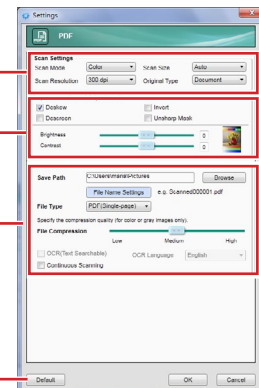 Settings
PDF
Scan Settings
Scan Mode Color Scan Size Auto
Scan Resolution 300 dpi Original Type Document
Deskew Invert
Descreen Unsharp Mask
Brightness 0
Contrast 0
Save Path C:\Users\maria\Pictures Browse
File Name Settings e.g. Scanned000001.pdf
File Type PDF(Single-page)
Specify the compression quality (for color or gray images only).
File Compression
Low Medium High
OCR(Text Searchable) OCR Language English
Continuous Scanning
Default OK Cancel